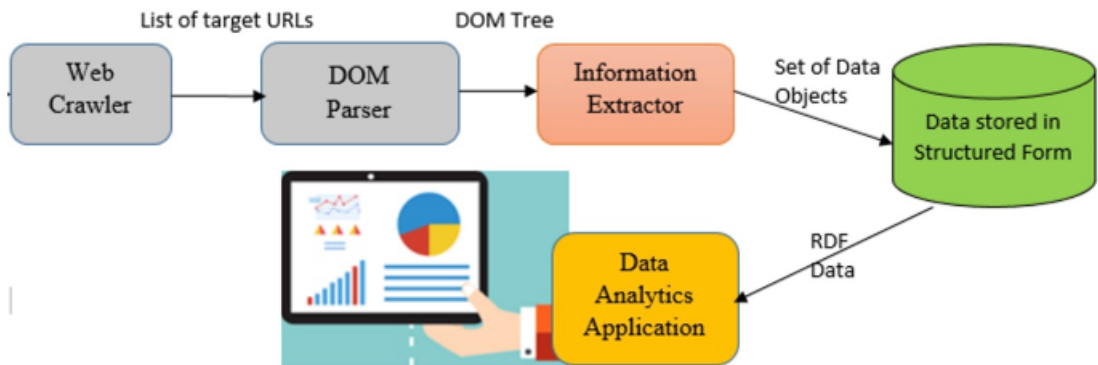 List of target URLs
DOM Tree
Web
Crawler
DOM
Parser
Information
Extractor
Set of Data
Objects
Data stored in
Structured Form
RDF
Data
Data
Analytics
Application